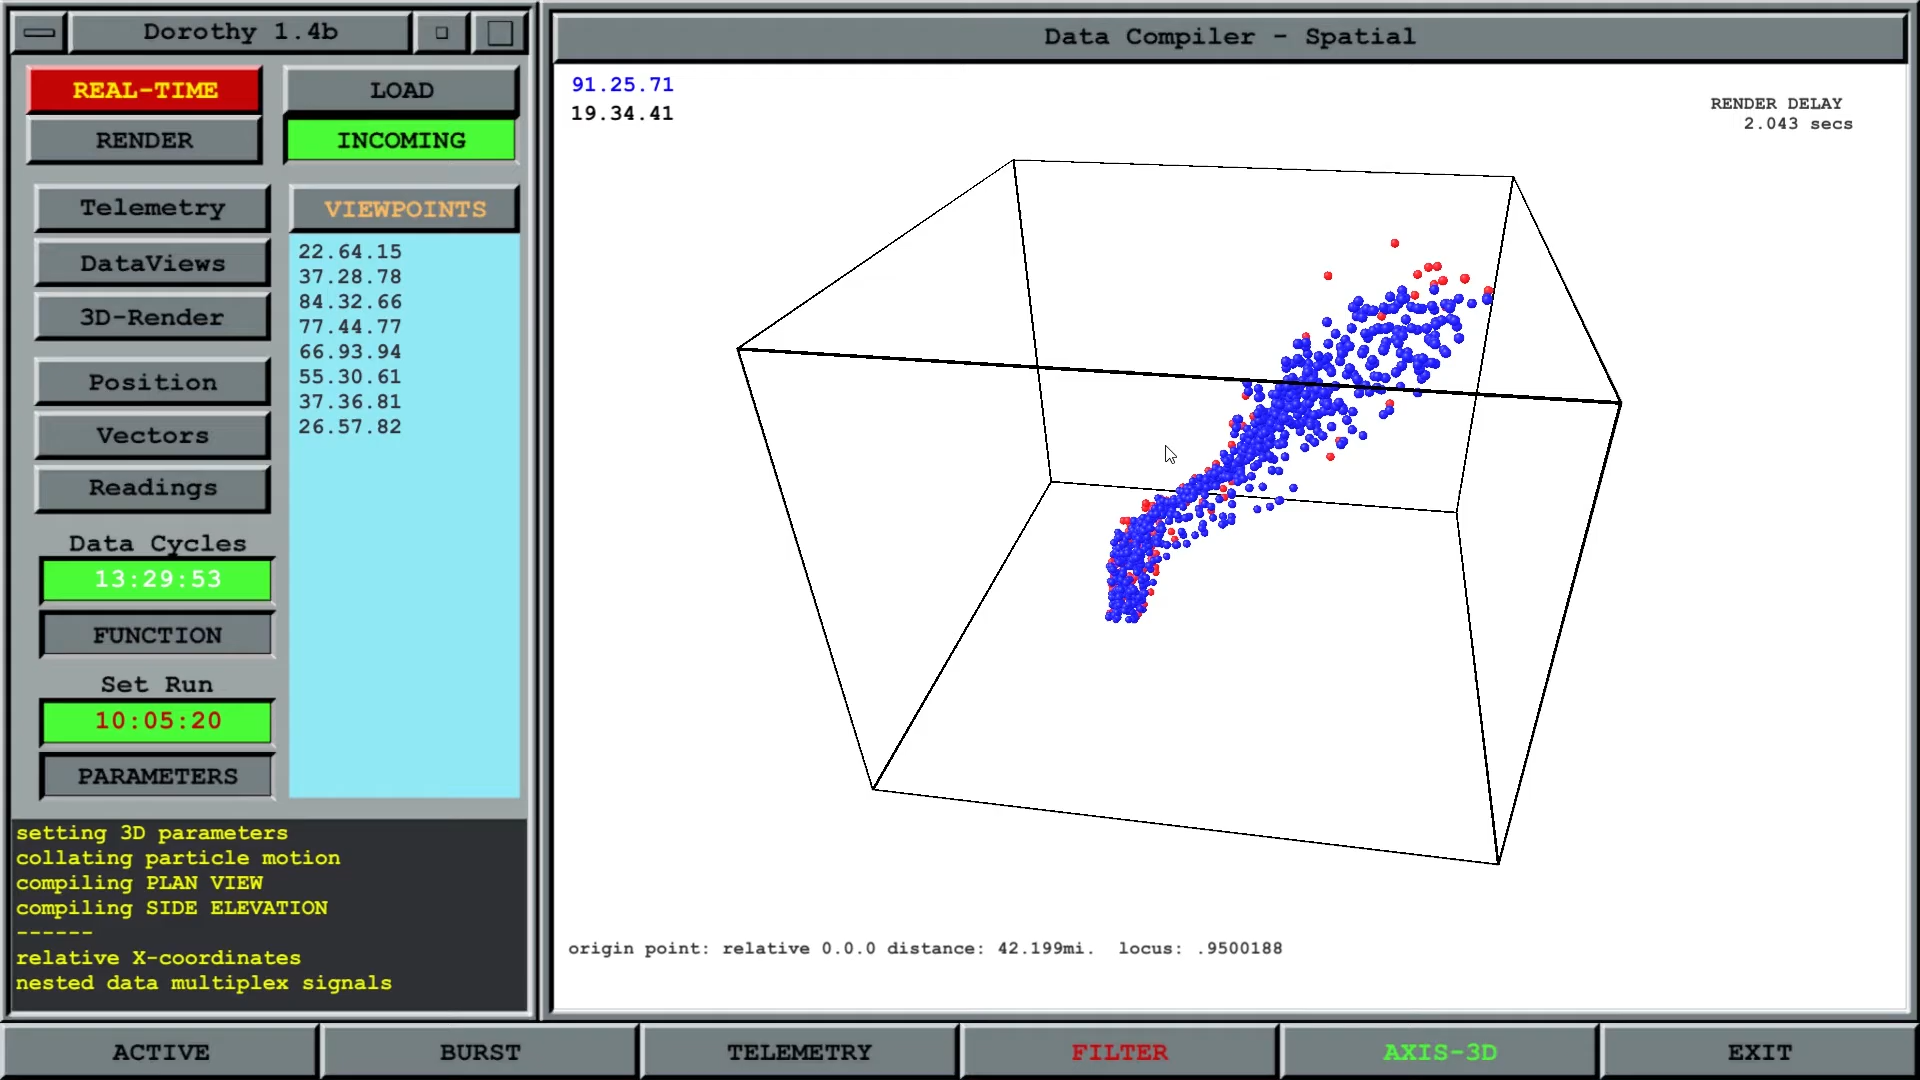 Dorothy 1.4b
REAL-TIME
LOAD
RENDER
INCOMING
Telemetry
DataViews
3D-Render
Position
Vectors
Readings
VIEWPOINTS
22.64.15
37.28.78
84.32.66
77.44.77
66.93.94
55.30.61
37.36.81
26.57.82
Data Cycles
13:29:53
FUNCTION
Set Run
10:05:20
PARAMETERS
setting 3D parameters
collating particle motion
compiling PLAN VIEW
compiling SIDE ELEVATION
------
relative X-coordinates
nested data multiplex signals
Data Compiler - Spatial
91.25.71
19.34.41
RENDER DELAY
2.043 secs
origin point: relative 0.0.0 distance: 42.199mi. locus: .9500188
ACTIVE
BURST
TELEMETRY
FILTER
AXIS-3D
EXIT